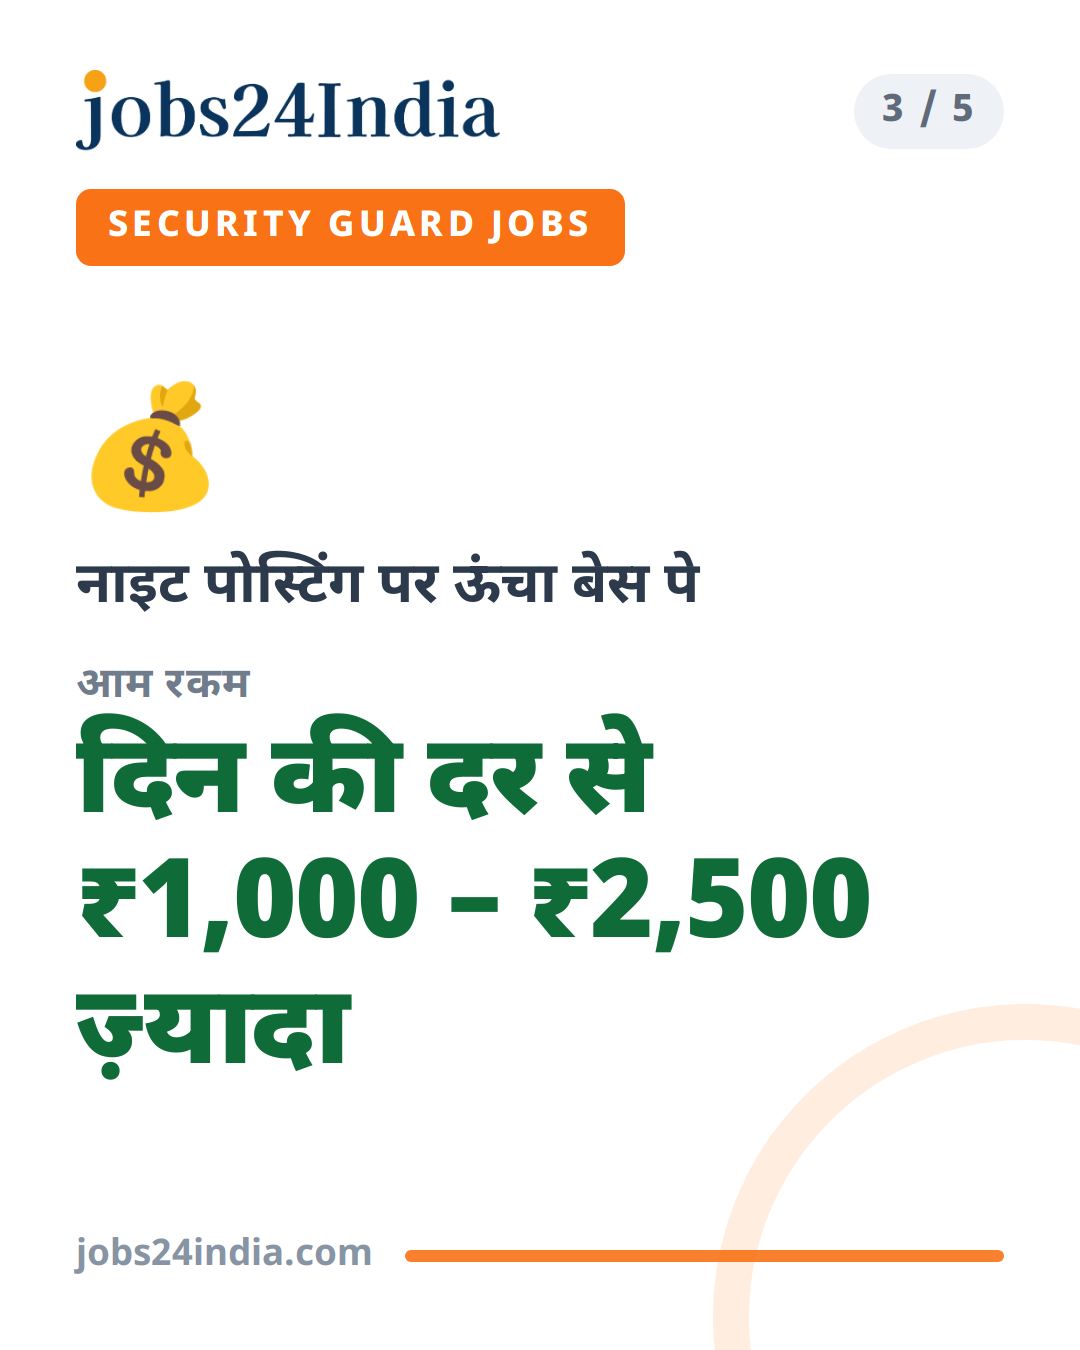 jobs24India
3 / 5
SECURITY GUARD JOBS
नाइट पोस्टिंग पर ऊंचा बेस पे
आम रकम
दिन की दर से
₹1,000 – ₹2,500
ज़्यादा
jobs24india.com